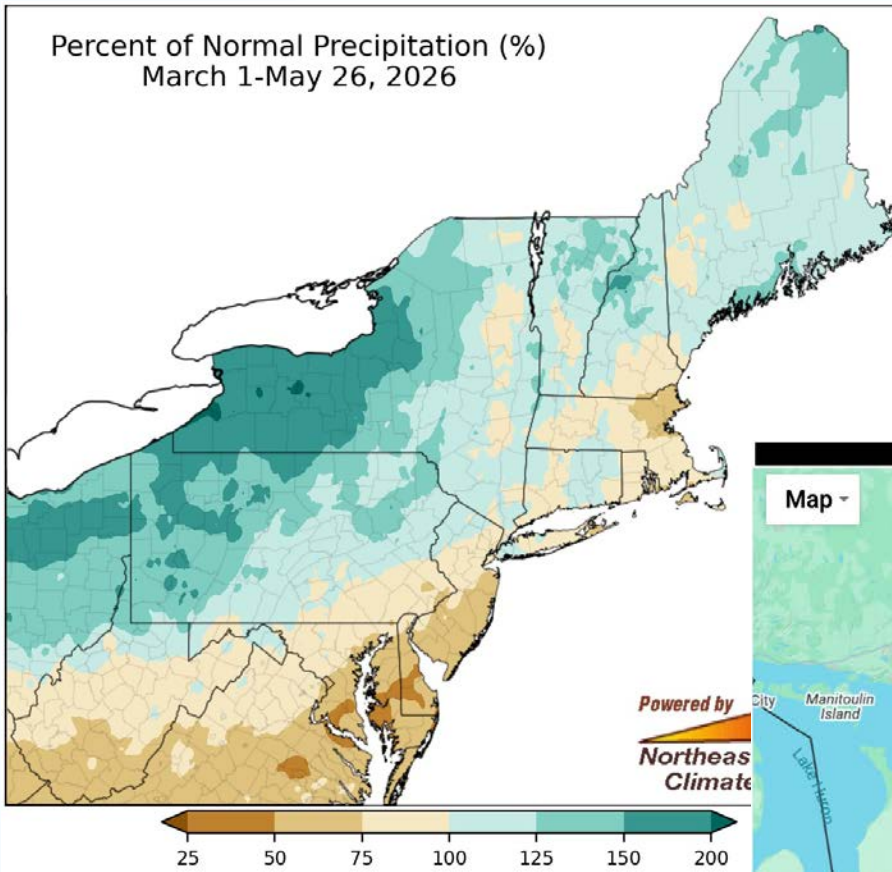 Percent of Normal Precipitation (%)
March 1-May 26, 2026
Map
City
Manitoulin
Island
Lake Huron
Powered by
Northeas
Climate
25 50 75 100 125 150 200